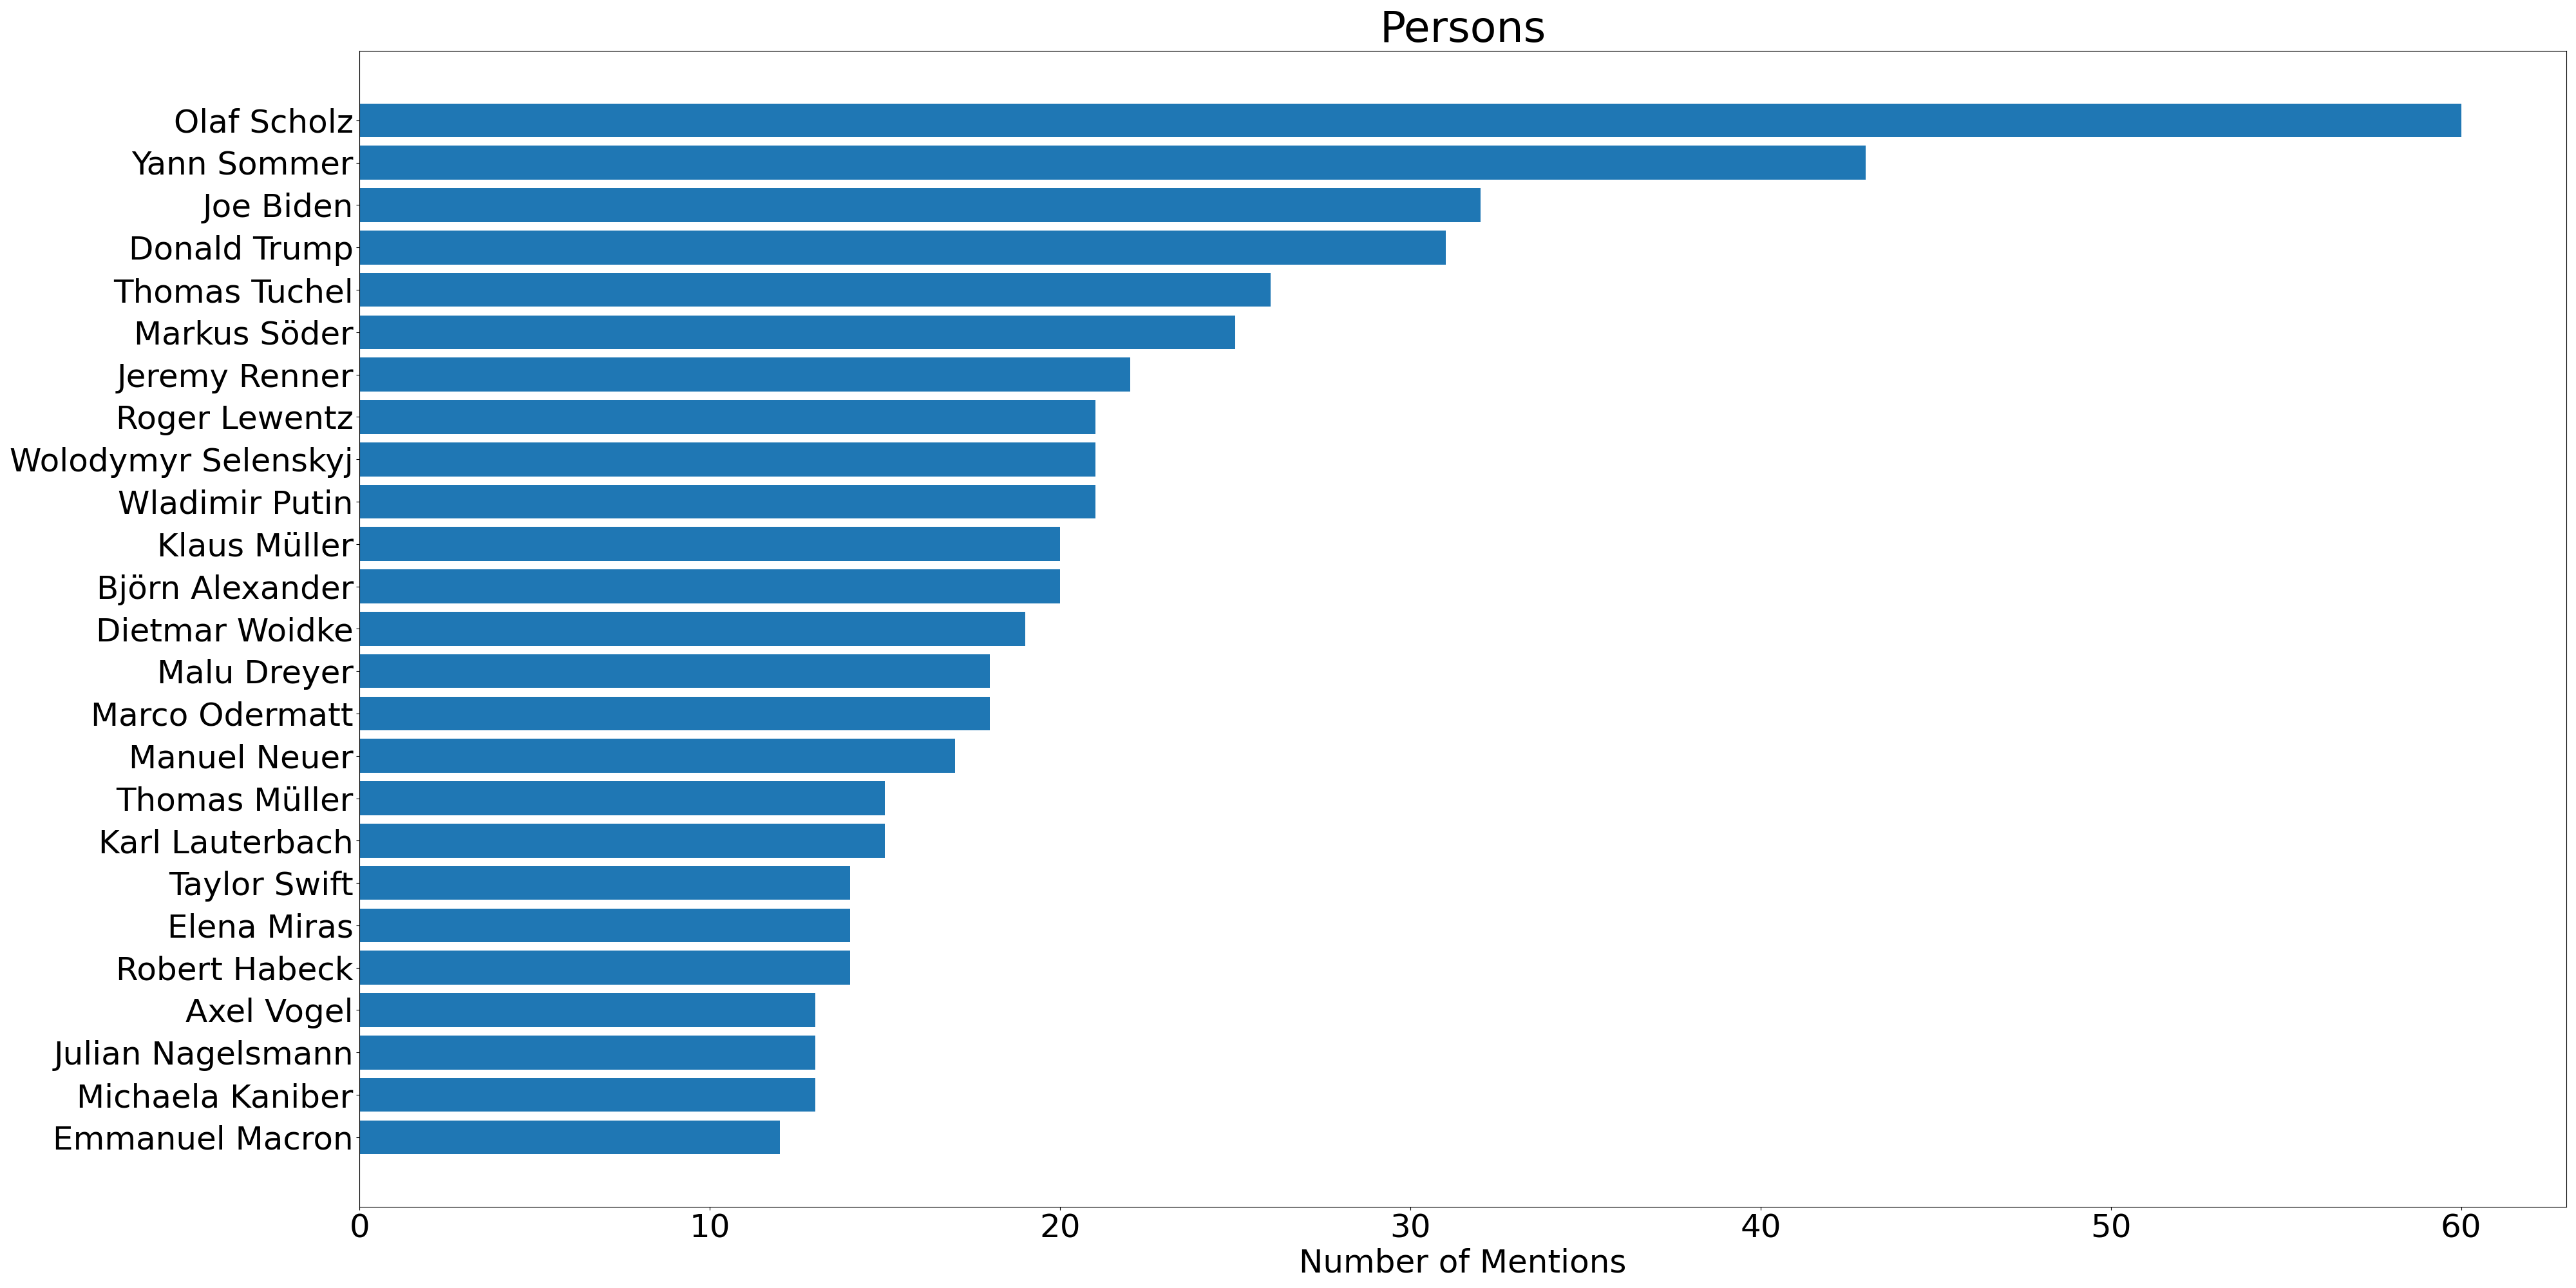 Persons
Olaf Scholz
Yann Sommer
Joe Biden
Donald Trump
Thomas Tuchel
Markus Söder
Jeremy Renner
Roger Lewentz
Wolodymyr Selenskyj
Wladimir Putin
Klaus Müller
Björn Alexander
Dietmar Woidke
Malu Dreyer
Marco Odermatt
Manuel Neuer
Thomas Müller
Karl Lauterbach
Taylor Swift
Elena Miras
Robert Habeck
Axel Vogel
Julian Nagelsmann
Michaela Kaniber
Emmanuel Macron
0 10 20 30 40 50 60
Number of Mentions